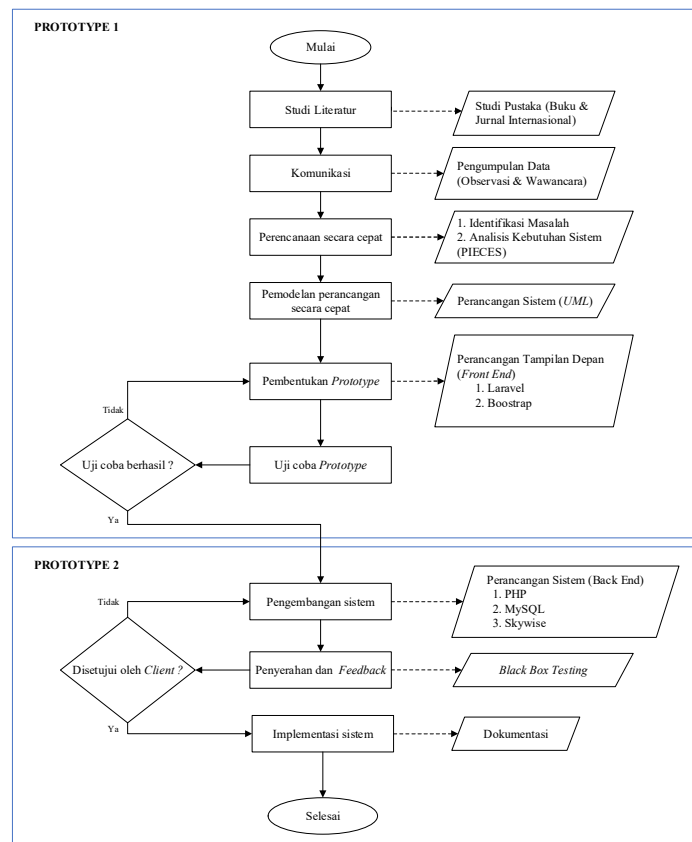 PROTOTYPE 1
Mulai
Studi Literatur
Studi Pustaka (Buku &
Jurnal Internasional)
Komunikasi
Pengumpulan Data
(Observasi & Wawancara)
Perencanaan secara cepat
1. Identifikasi Masalah
2. Analisis Kebutuhan Sistem
(PIECES)
Pemodelan perancangan
secara cepat
Perancangan Sistem (UML)
Pembentukan Prototype
Perancangan Tampilan Depan
(Front End)
1. Laravel
2. Boostrap
Tidak
Uji coba berhasil ?
Uji coba Prototype
Ya
PROTOTYPE 2
Pengembangan sistem
Perancangan Sistem (Back End)
1. PHP
2. MySQL
3. Skywise
Tidak
Disetujui oleh Client ?
Penyerahan dan Feedback
Black Box Testing
Ya
Implementasi sistem
Dokumentasi
Selesai